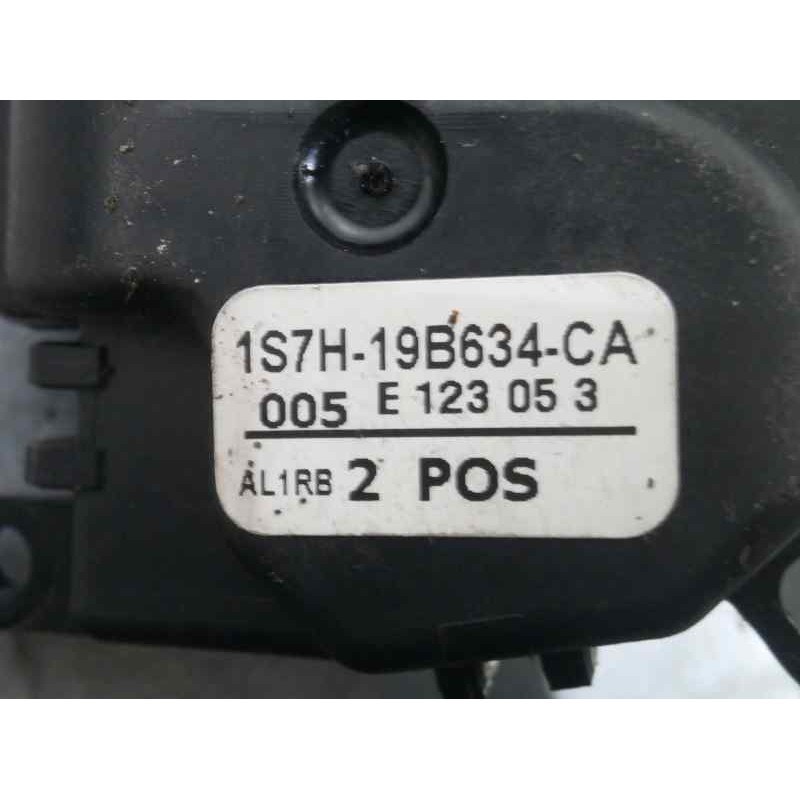 1S7H-19B634-CA
005 E 123 05 3
AL1RB 2 POS